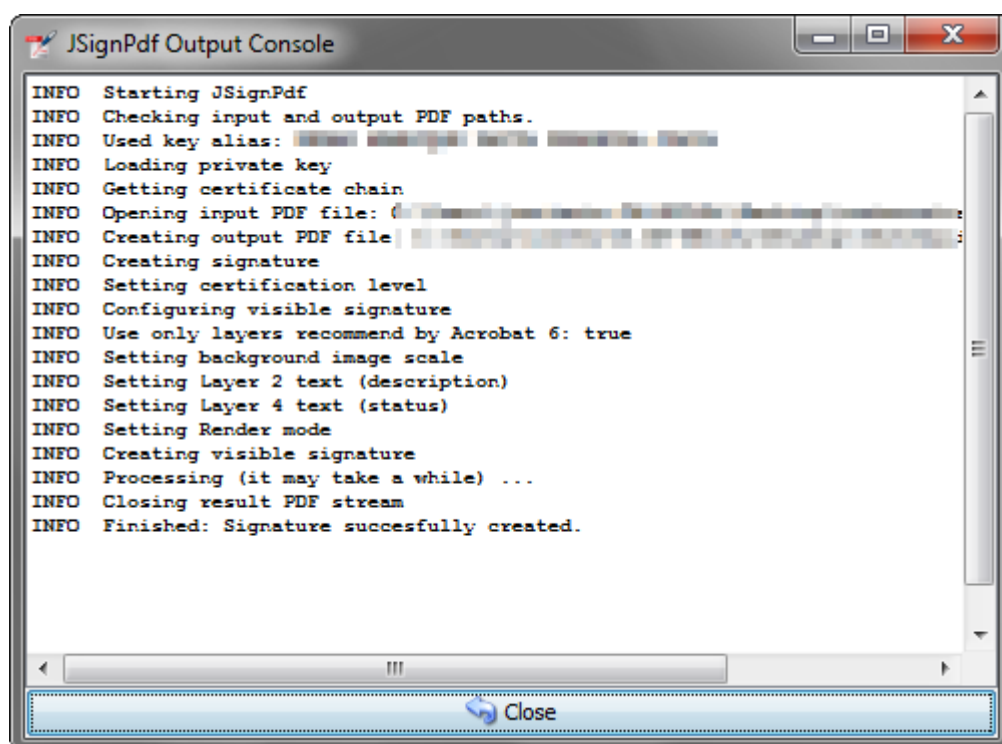 JSignPdf Output Console
INFO Starting JSignPdf
INFO Checking input and output PDF paths.
INFO Used key alias:
INFO Loading private key
INFO Getting certificate chain
INFO Opening input PDF file:
INFO Creating output PDF file
INFO Creating signature
INFO Setting certification level
INFO Configuring visible signature
INFO Use only layers recommend by Acrobat 6: true
INFO Setting background image scale
INFO Setting Layer 2 text (description)
INFO Setting Layer 4 text (status)
INFO Setting Render mode
INFO Creating visible signature
INFO Processing (it may take a while) ...
INFO Closing result PDF stream
INFO Finished: Signature succesfully created.
Close